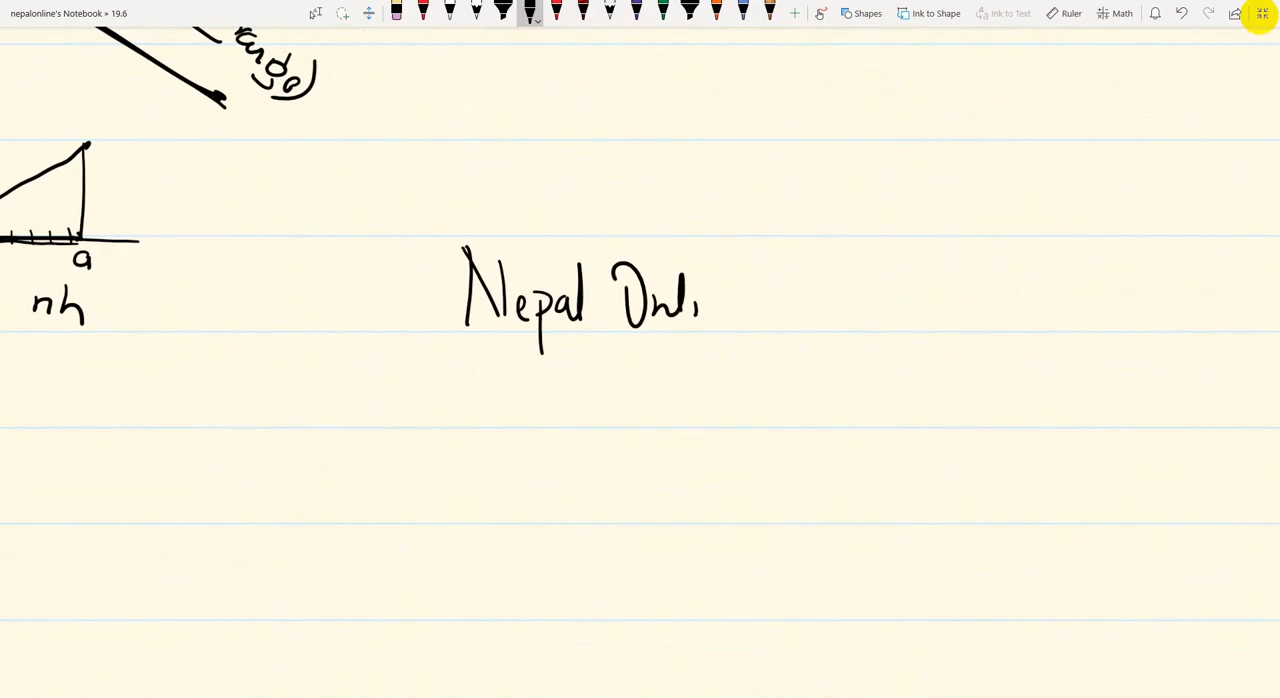 nepalonline's Notebook » 19.6
Shapes Ink to Shape Ink to Text Ruler Math
a
nh
Nepal Onl